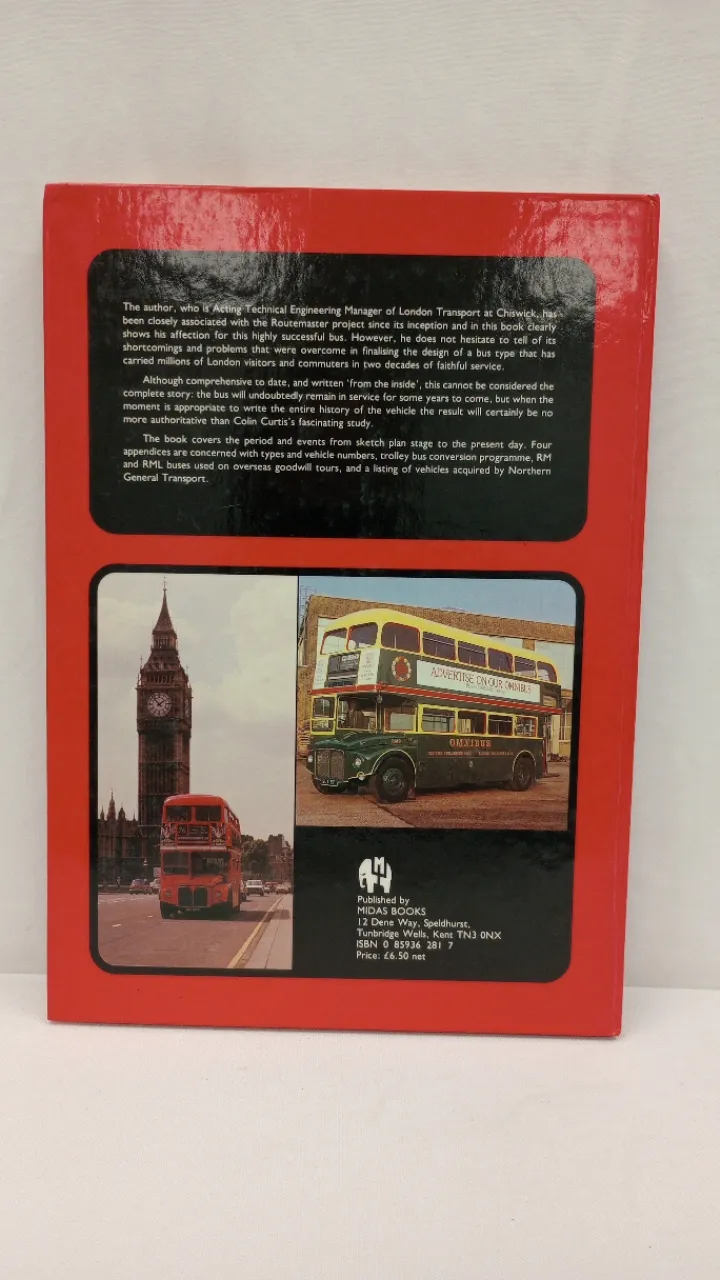 The author, who is Acting Technical Engineering Manager of London Transport at Chiswick, has
been closely associated with the Routemaster project since its inception and in this book clearly
shows his affection for this highly successful bus. However, he does not hesitate to tell of its
shortcomings and problems that were overcome in finalising the design of a bus type that has
carried millions of London visitors and commuters in two decades of faithful service.
Although comprehensive to date, and written 'from the inside', this cannot be considered the
complete story: the bus will undoubtedly remain in service for some years to come, but when the
moment is appropriate to write the entire history of the vehicle the result will certainly be no
more authoritative than Colin Curtis's fascinating study.
The book covers the period and events from sketch plan stage to the present day. Four
appendices are concerned with types and vehicle numbers, trolley bus conversion programme, RM
and RML buses used on overseas goodwill tours, and a listing of vehicles acquired by Northern
General Transport.
ADVERTISE ON OUR OMNIBUS
OMNIBUS
M
Published by
MIDAS BOOKS
12 Dene Way, Speldhurst,
Tunbridge Wells, Kent TN3 0NX
ISBN 0 85936 281 7
Price: £6.50 net